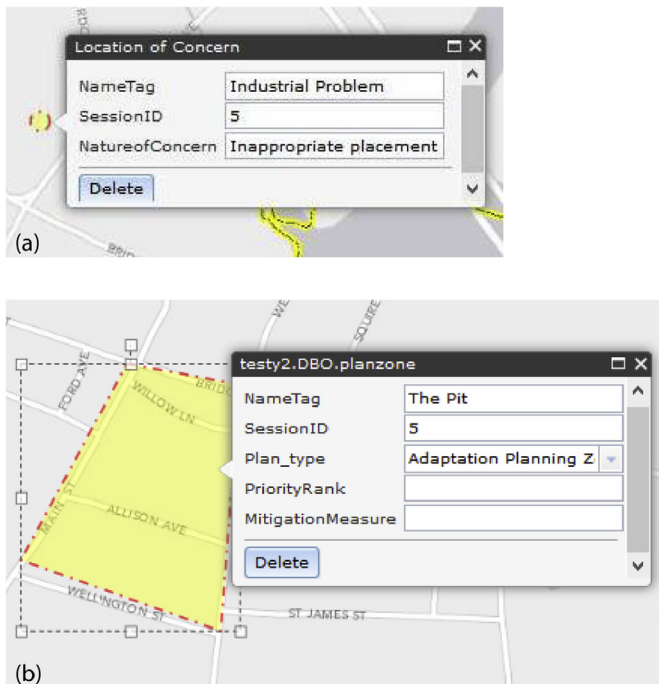 Location of Concern
NameTag Industrial Problem
SessionID 5
NatureofConcern Inappropriate placement
Delete
(a)
testy2.DBO.planzone
NameTag The Pit
SessionID 5
Plan_type Adaptation Planning Z
PriorityRank
MitigationMeasure
Delete
FORD AVE
WILLOW LN
MAIN ST
ALLISON AVE
WELLINGTON ST
ST JAMES ST
SQUIRE
(b)